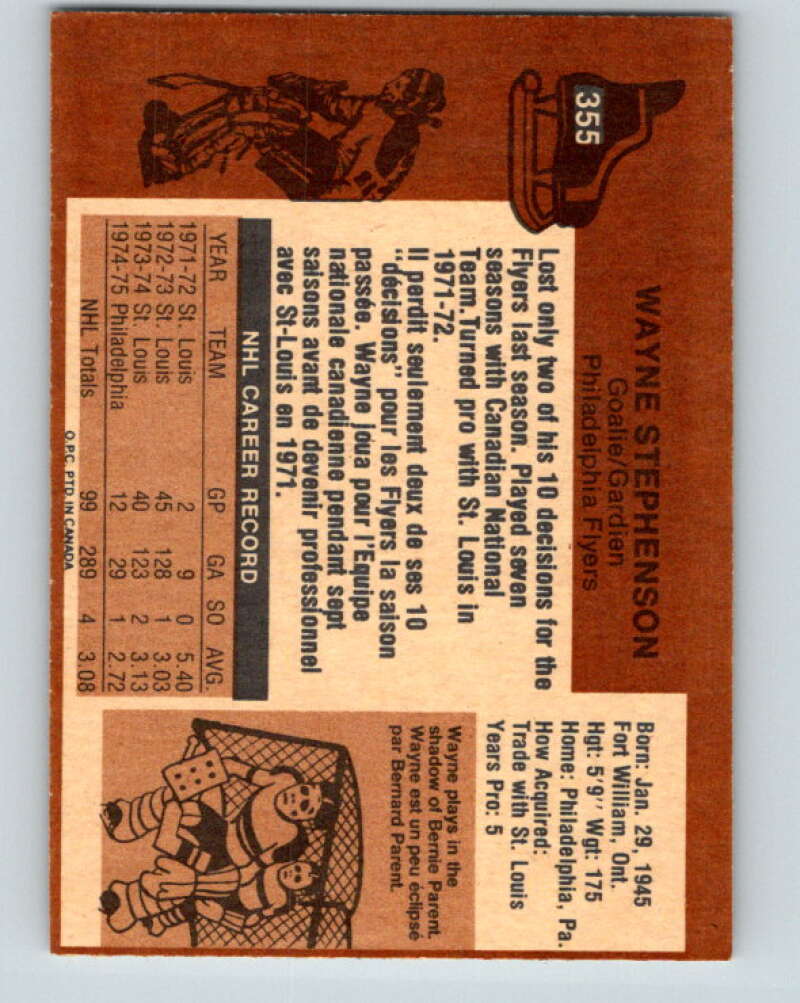 355
WAYNE STEPHENSON
Goalie/Gardien
Philadelphia Flyers
Lost only two of his 10 decisions for the
Flyers last season. Played seven
seasons with Canadian National
Team. Turned pro with St. Louis in
1971-72.
Il perdit seulement deux de ses 10
"décisions" pour les Flyers la saison
passée. Wayne joua pour l'Equipe
nationale canadienne pendant sept
saisons avant de devenir professionnel
avec St-Louis en 1971.
NHL CAREER RECORD
YEAR TEAM GP GA SO AVG.
1971-72 St. Louis 2 9 0 5.40
1972-73 St. Louis 45 128 1 3.03
1973-74 St. Louis 40 123 2 3.13
1974-75 Philadelphia 12 29 1 2.72
NHL Totals 99 289 4 3.08
O.P.C. PTD. IN CANADA
Born: Jan. 29, 1945
Fort William, Ont.
Hgt: 5'9" Wgt: 175
Home: Philadelphia, Pa.
How Acquired:
Trade with St. Louis
Years Pro: 5
Wayne plays in the
shadow of Bernie Parent.
Wayne est un peu éclipsé
par Bernard Parent.